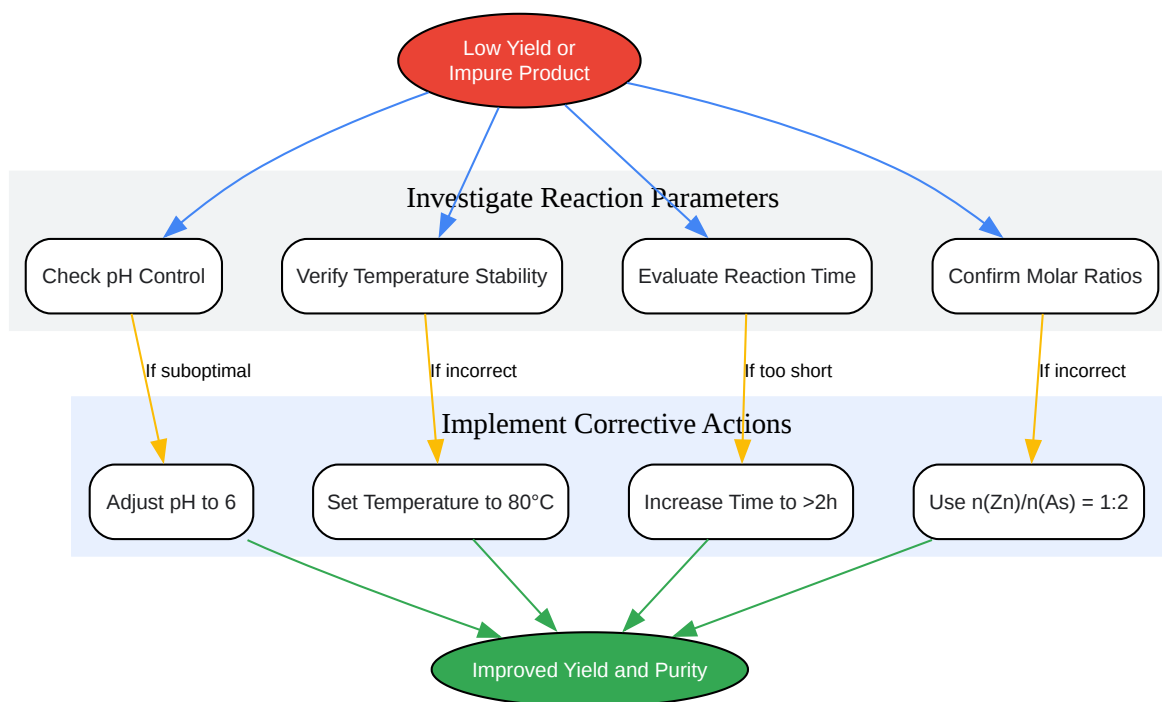 Low Yield or
Impure Product
Investigate Reaction Parameters
Check pH Control
Verify Temperature Stability
Evaluate Reaction Time
Confirm Molar Ratios
If suboptimal
If incorrect
If too short
If incorrect
Implement Corrective Actions
Adjust pH to 6
Set Temperature to 80°C
Increase Time to >2h
Use n(Zn)/n(As) = 1:2
Improved Yield and Purity